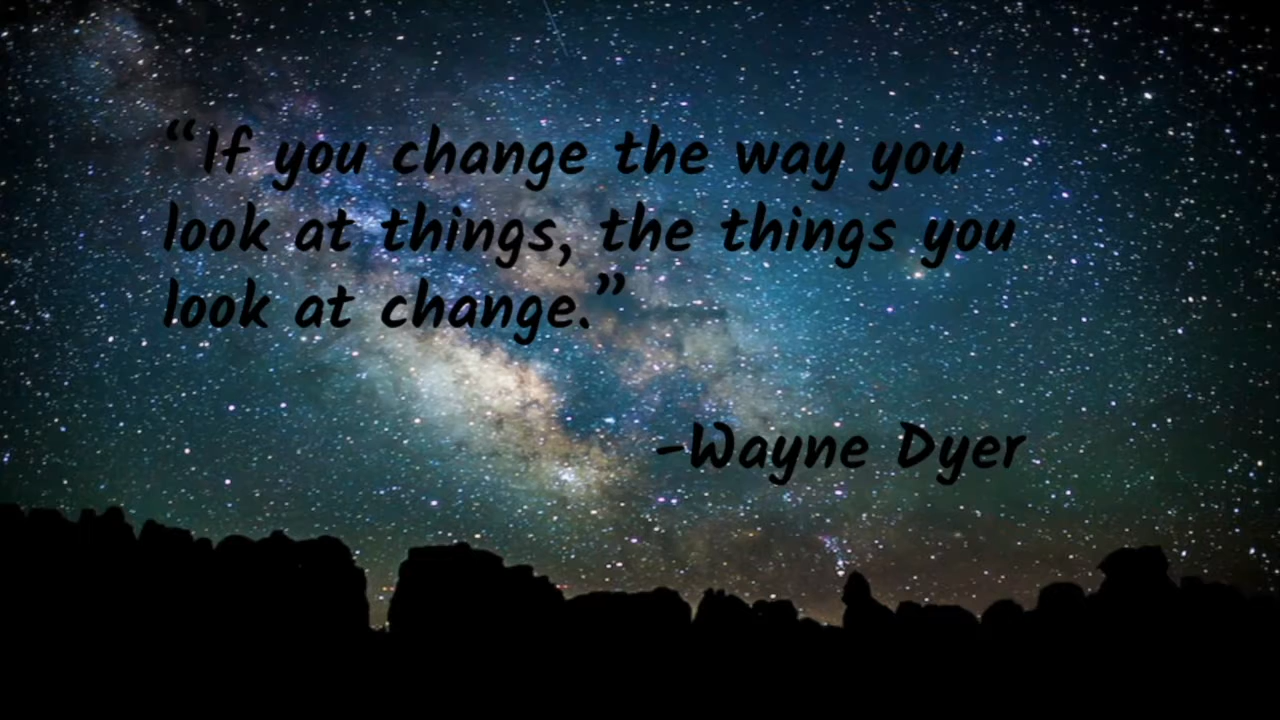 “If you change the way you
look at things, the things you
look at change.”
-Wayne Dyer